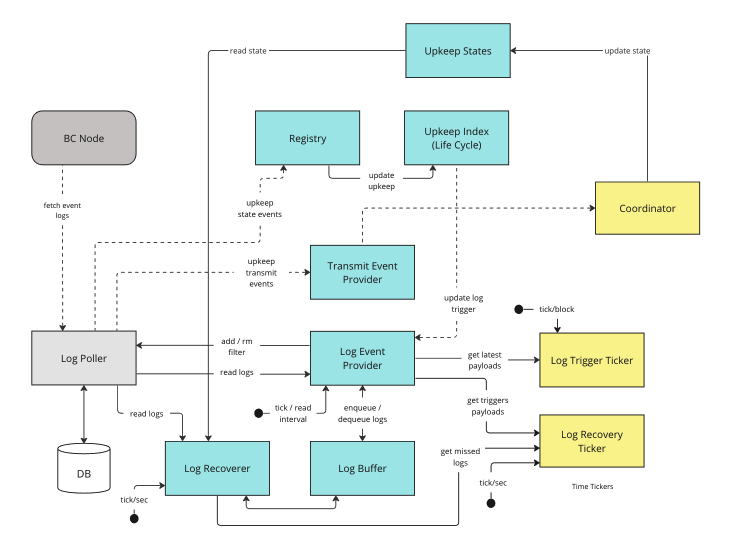 Upkeep States
read state
update state
BC Node
Registry
Upkeep Index
(Life Cycle)
update
upkeep
fetch event
logs
upkeep
state events
Coordinator
upkeep
transmit
events
Transmit Event
Provider
update log
trigger
tick/block
Log Poller
add / rm
filter
read logs
Log Event
Provider
get latest
payloads
Log Trigger Ticker
read logs
tick / read
interval
enqueue /
dequeue logs
get triggers
payloads
Log Recovery
Ticker
get missed
logs
DB
Log Recoverer
Log Buffer
tick/sec
tick/sec
Time Tickers